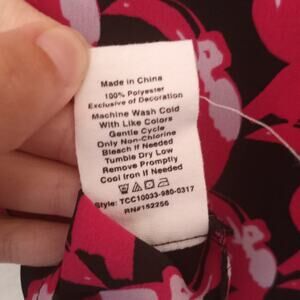 Made in China
100% Polyester
Exclusive of Decoration
Machine Wash Cold
With Like Colors
Gentle Cycle
Only Non-Chlorine
Bleach If Needed
Tumble Dry Low
Remove Promptly
Cool Iron If Needed
Style: TCC10033-980-0317
RN#152256